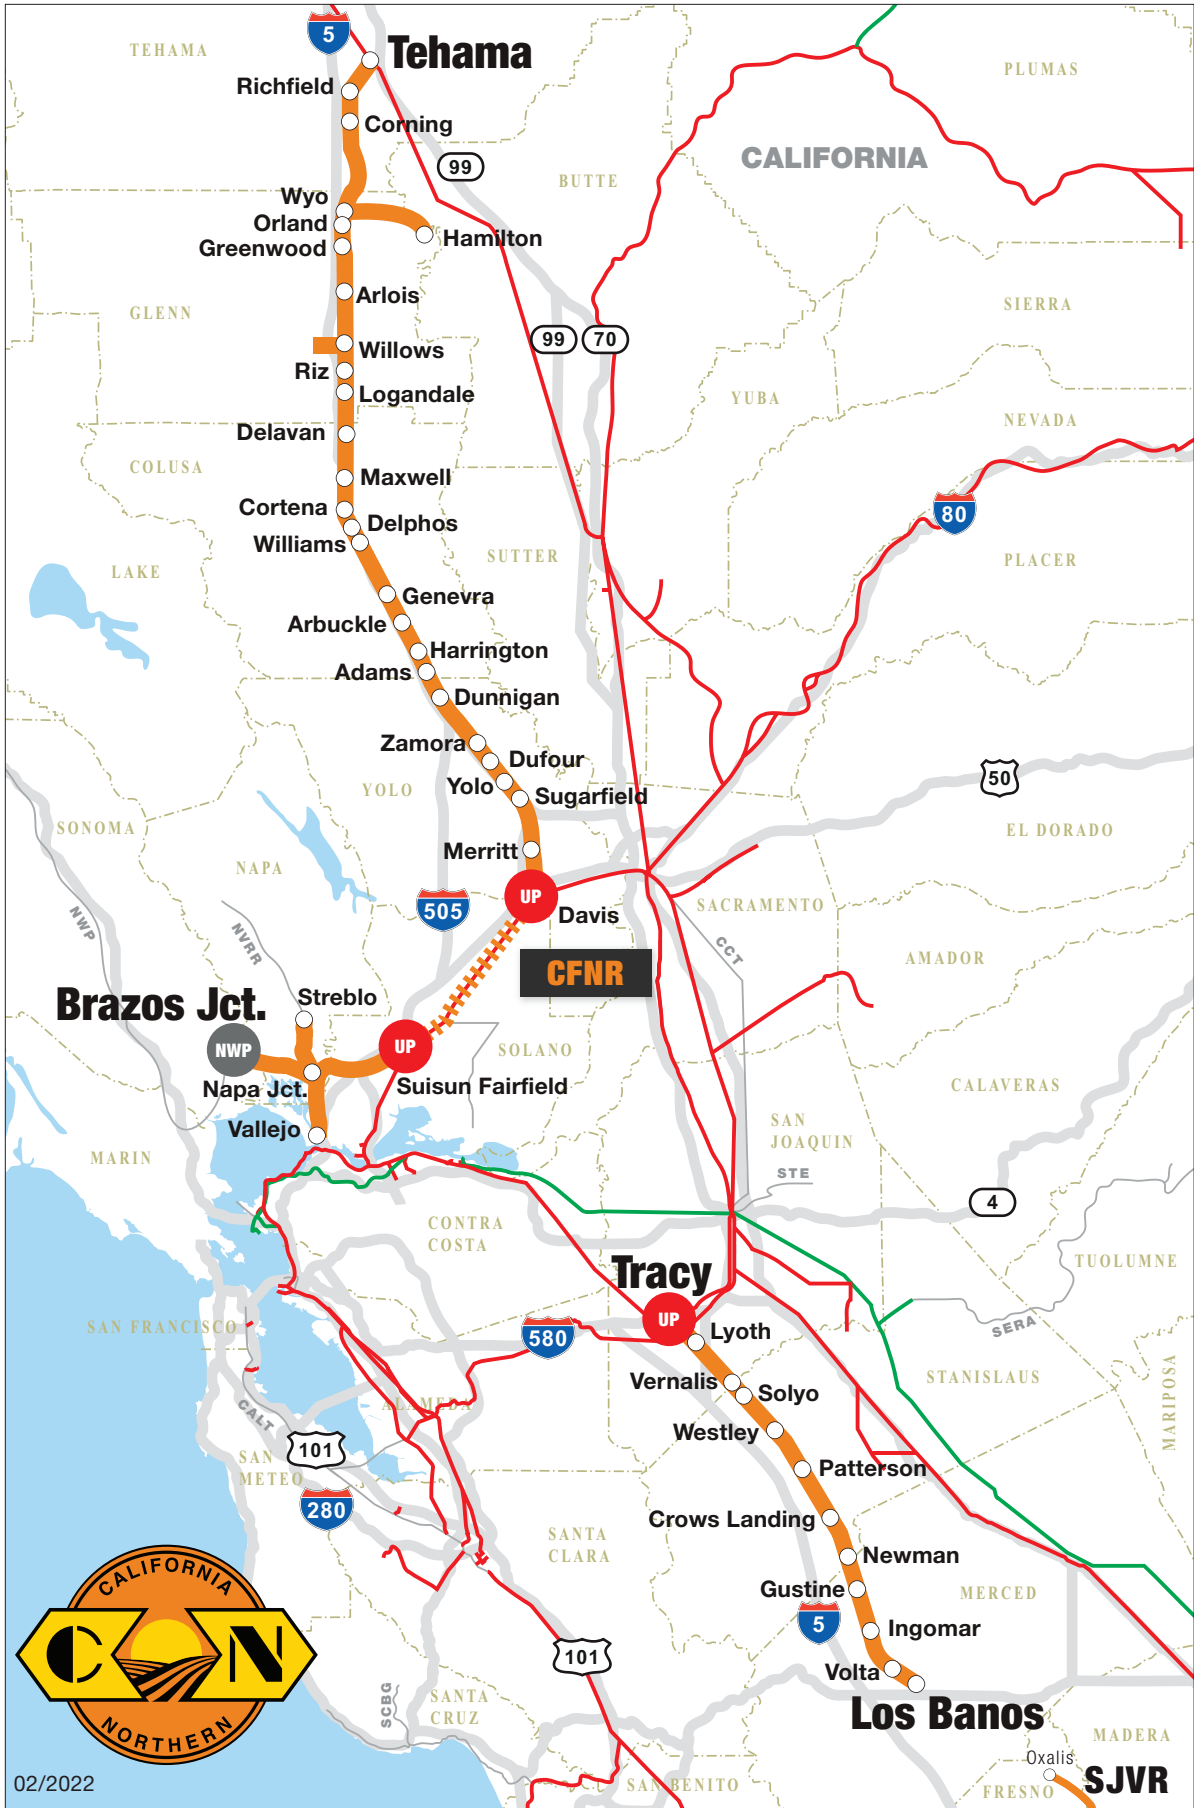 5
Tehama
TEHAMA
PLUMAS
Richfield
Corning
CALIFORNIA
99
BUTTE
Wyo
Orland
Hamilton
Greenwood
Arlois
GLENN
SIERRA
99
70
Willows
Riz
Logandale
YUBA
NEVADA
Delavan
COLUSA
Maxwell
Cortena
Delphos
80
Williams
SUTTER
LAKE
PLACER
Genevra
Arbuckle
Harrington
Adams
Dunnigan
Zamora
Dufour
50
YOLO
Yolo
Sugarfield
SONOMA
EL DORADO
Merritt
NAPA
UP
505
Davis
SACRAMENTO
NWP
NVRR
CCT
AMADOR
CFNR
Brazos Jct.
Streblo
NWP
UP
SOLANO
Napa Jct.
Suisun Fairfield
CALAVERAS
Vallejo
SAN
JOAQUIN
MARIN
STE
4
CONTRA
COSTA
TUOLUMNE
Tracy
UP
SAN FRANCISCO
580
Lyoth
SERA
Vernalis
Solyo
STANISLAUS
MARIPOSA
ALAMEDA
CALT
Westley
101
SAN
METEO
Patterson
280
Crows Landing
SANTA
CLARA
Newman
CALIFORNIA
Gustine
MERCED
5
Ingomar
C N
101
Volta
SANTA
CRUZ
SCBG
Los Banos
NORTHERN
MADERA
Oxalis
SJVR
SAN BENITO
FRESNO
02/2022